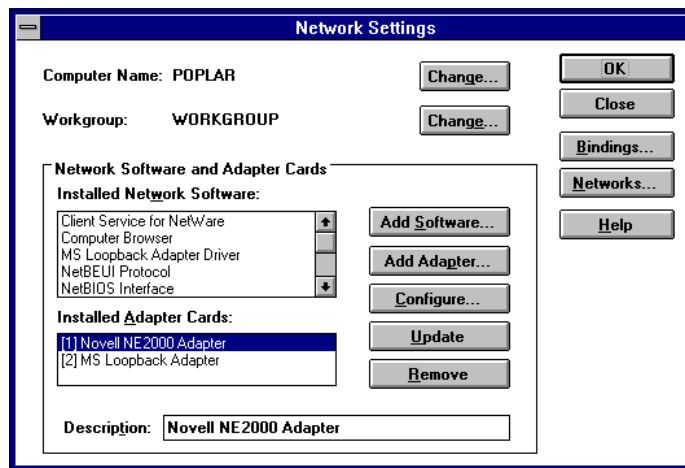 Network Settings
Computer Name: POPLAR
Change...
Workgroup: WORKGROUP
Change...
OK
Close
Bindings...
Networks...
Help
Network Software and Adapter Cards
Installed Network Software:
Client Service for NetWare
Computer Browser
MS Loopback Adapter Driver
NetBEUI Protocol
NetBIOS Interface
Add Software...
Add Adapter...
Configure...
Update
Remove
Installed Adapter Cards:
[1] Novell NE2000 Adapter
[2] MS Loopback Adapter
Description: Novell NE2000 Adapter